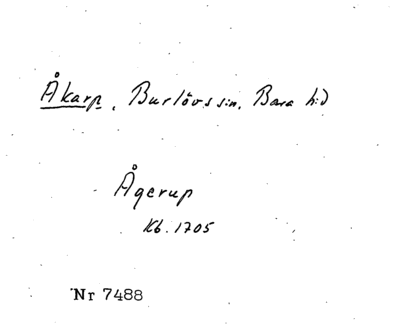 Åkarp, Burlövs sn. Bara hd
Ågerup
Kb. 1705
Nr 7488